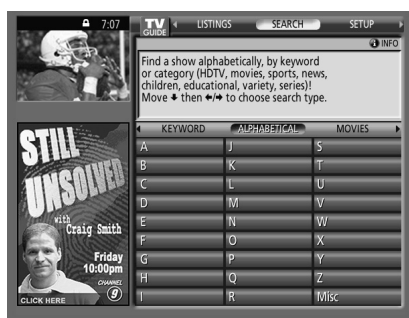 7:07
TV GUIDE
LISTINGS
SEARCH
SETUP
INFO
Find a show alphabetically, by keyword
or category (HDTV, movies, sports, news,
children, educational, variety, series)!
Move ↓ then ←/→ to choose search type.
KEYWORD
ALPHABETICAL
MOVIES
A J S
B K T
C L U
D M V
E N W
F O X
G P Y
H Q Z
I R Misc
STILL
UNSOLVED
with
Craig Smith
Friday
10:00pm
CHANNEL
9
CLICK HERE